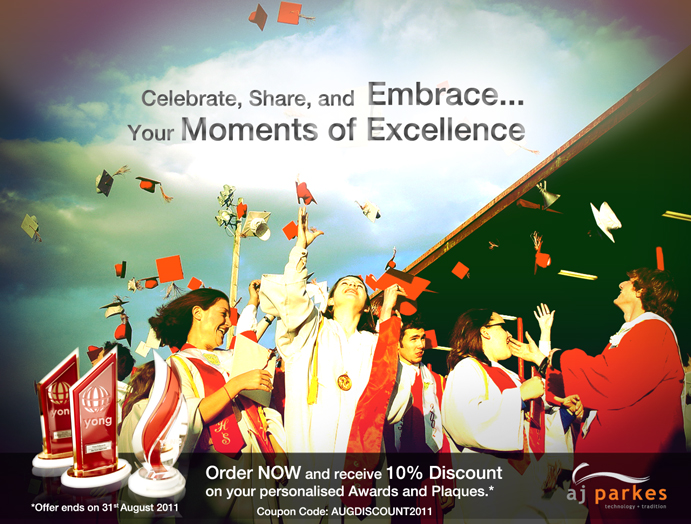 Celebrate, Share, and Embrace...
Your Moments of Excellence
yong
yong
HS
Order NOW and receive 10% Discount
on your personalised Awards and Plaques.*
*Offer ends on 31st August 2011
Coupon Code: AUGDISCOUNT2011
aj parkes
technology • tradition